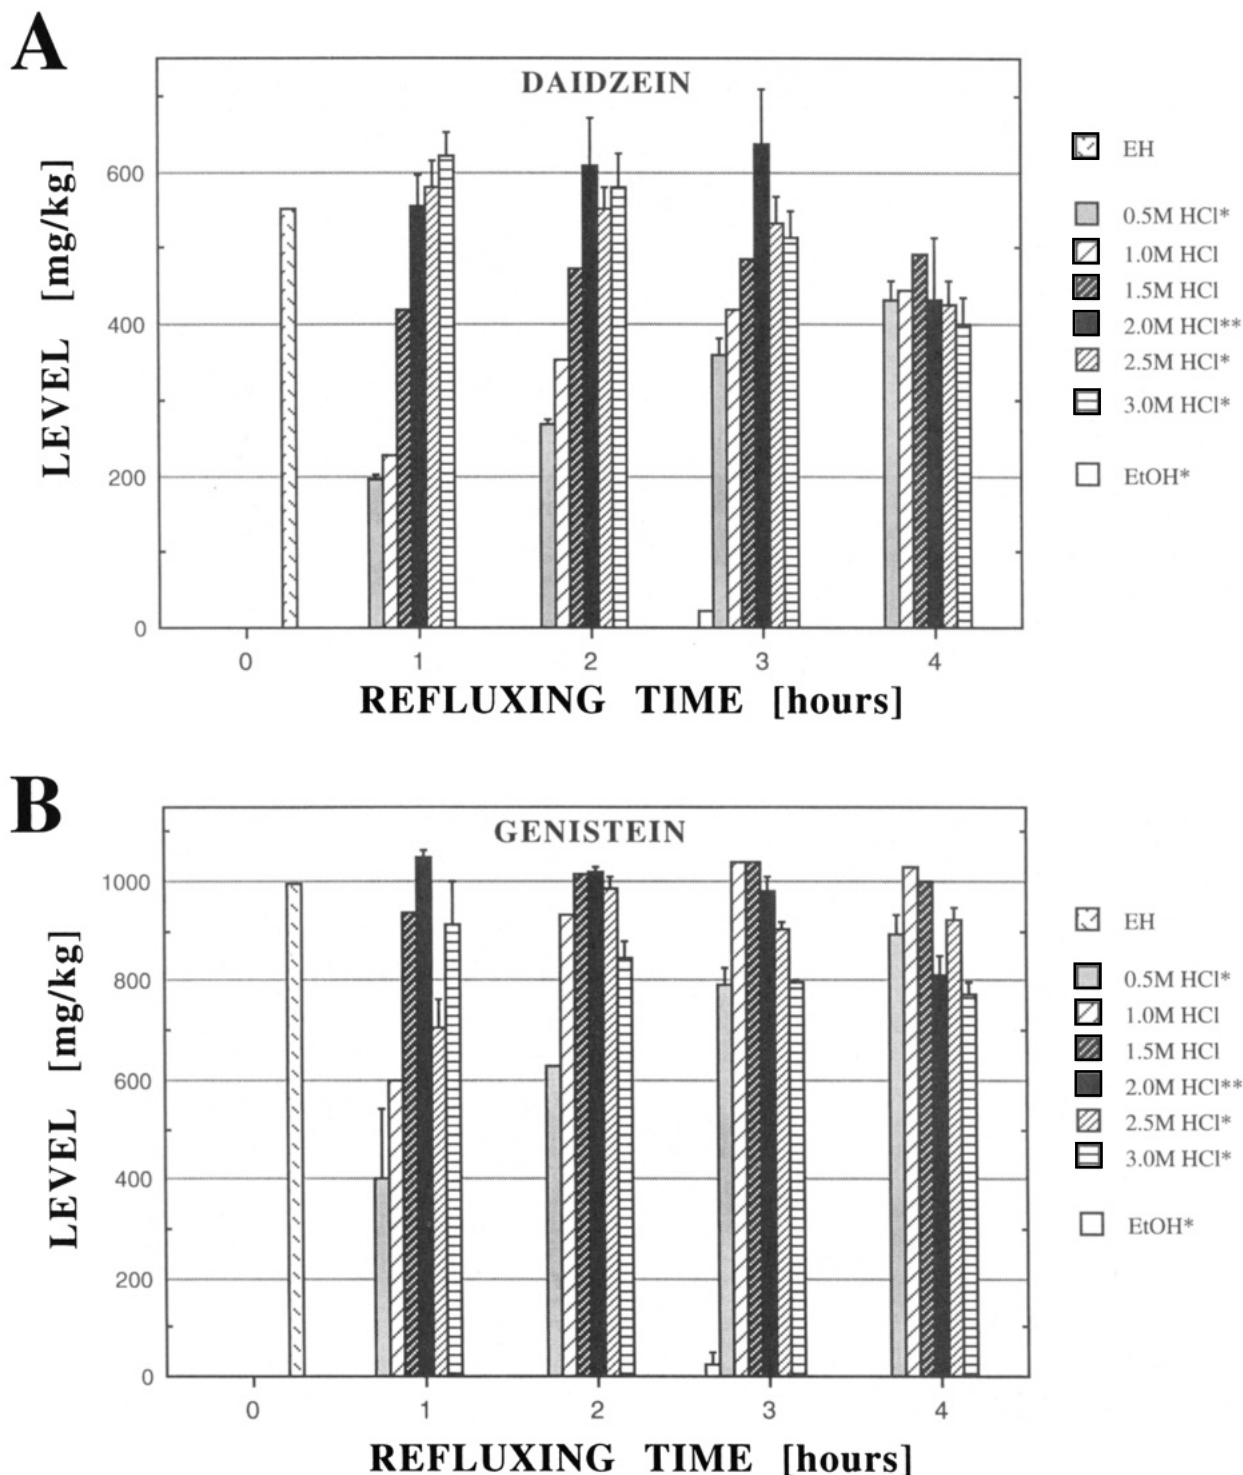 A
DAIDZEIN
LEVEL [mg/kg]
600
400
200
0
0 1 2 3 4
REFLUXING TIME [hours]
EH
0.5M HCl*
1.0M HCl
1.5M HCl
2.0M HCl**
2.5M HCl*
3.0M HCl*
EtOH*
B
GENISTEIN
LEVEL [mg/kg]
1000
800
600
400
200
0
0 1 2 3 4
REFLUXING TIME [hours]
EH
0.5M HCl*
1.0M HCl
1.5M HCl
2.0M HCl**
2.5M HCl*
3.0M HCl*
EtOH*